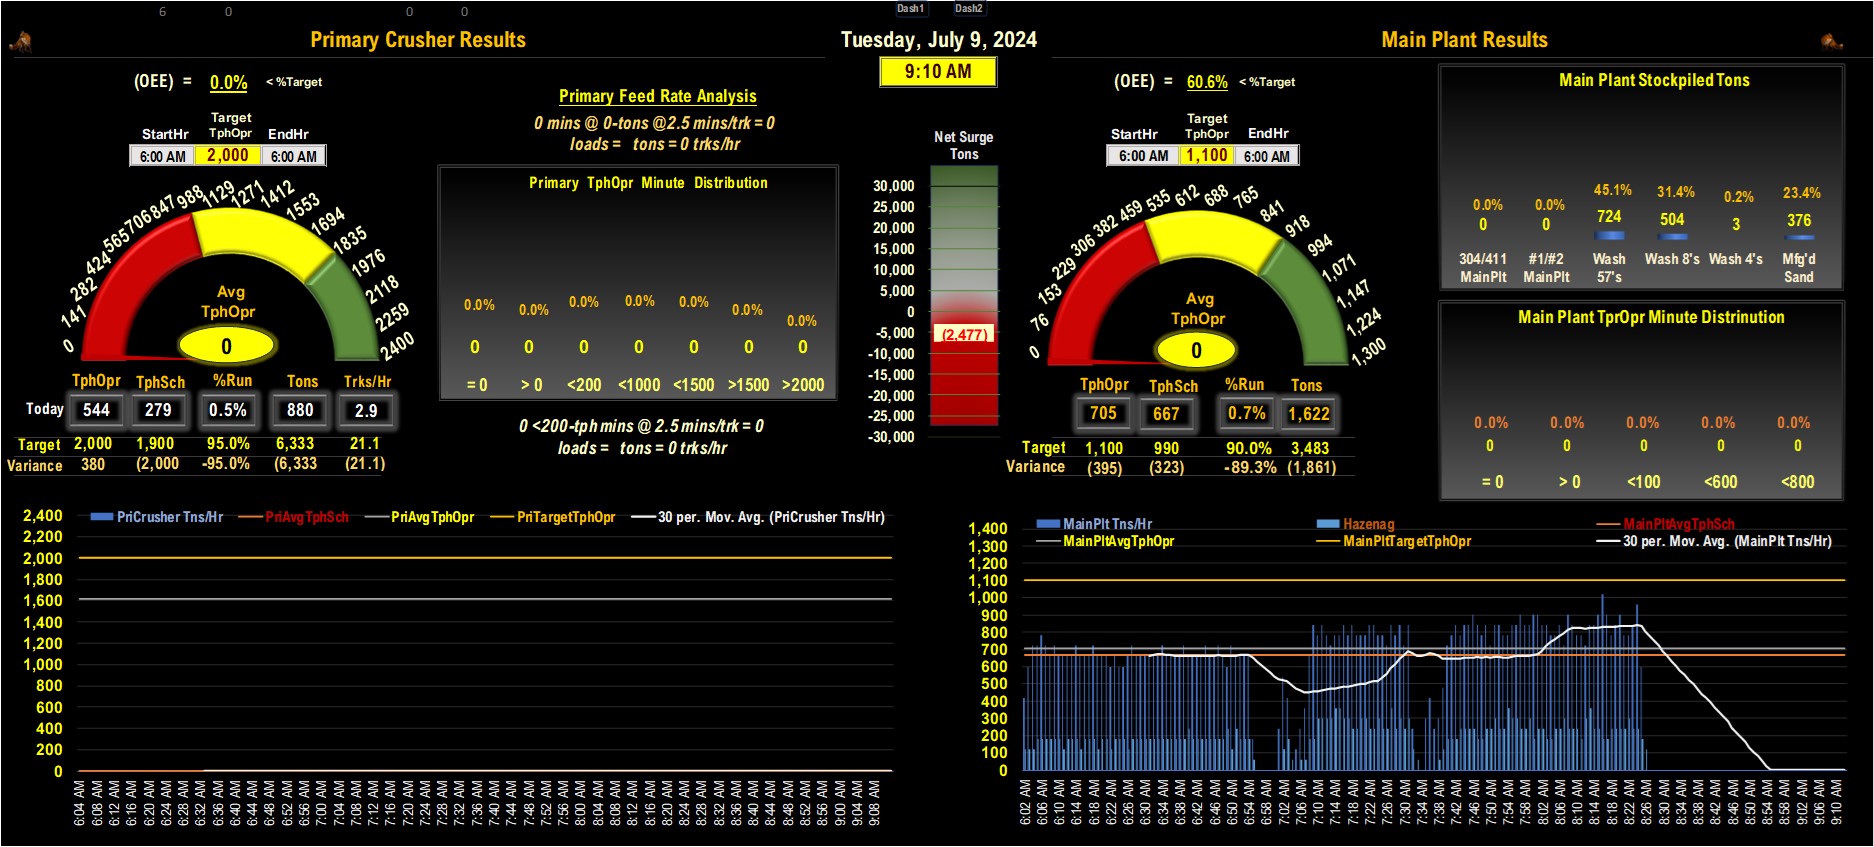 6 0 0 0 Dash1 Dash2
Primary Crusher Results
Tuesday, July 9, 2024
Main Plant Results
9:10 AM
(OEE) = 0.0% < %Target
Target
StartHr TphOpr EndHr
6:00 AM 2,000 6:00 AM
0 141 282 424 565 706 847 988 1129 1271 1412 1553 1694 1835 1976 2118 2259 2400
Avg
TphOpr
0
TphOpr TphSch %Run Tons Trks/Hr
Today 544 279 0.5% 880 2.9
Target 2,000 1,900 95.0% 6,333 21.1
Variance 380 (2,000 -95.0% (6,333 (21.1)
Primary Feed Rate Analysis
0 mins @ 0-tons @2.5 mins/trk = 0
loads = tons = 0 trks/hr
Primary TphOpr Minute Distribution
0.0% 0.0% 0.0% 0.0% 0.0% 0.0% 0.0%
0 0 0 0 0 0 0
= 0 > 0 <200 <1000 <1500 >1500 >2000
0 <200-tph mins @ 2.5 mins/trk = 0
loads = tons = 0 trks/hr
Net Surge
Tons
30,000
25,000
20,000
15,000
10,000
5,000
0
-5,000
(2,477)
-10,000
-15,000
-20,000
-25,000
-30,000
(OEE) = 60.6% < %Target
Target
StartHr TphOpr EndHr
6:00 AM 1,100 6:00 AM
0 76 153 229 306 382 459 535 612 688 765 841 918 994 1,071 1,147 1,224 1,300
Avg
TphOpr
0
TphOpr TphSch %Run Tons
705 667 0.7% 1,622
Target 1,100 990 90.0% 3,483
Variance (395) (323) -89.3% (1,861)
Main Plant Stockpiled Tons
0.0% 0.0% 45.1% 31.4% 0.2% 23.4%
0 0 724 504 3 376
304/411 #1/#2 Wash Wash 8's Wash 4's Mfg'd
MainPlt MainPlt 57's Sand
Main Plant TprOpr Minute Distrinution
0.0% 0.0% 0.0% 0.0% 0.0%
0 0 0 0 0
= 0 > 0 <100 <600 <800
PriCrusher Tns/Hr PriAvgTphSch PriAvgTphOpr PriTargetTphOpr 30 per. Mov. Avg. (PriCrusher Tns/Hr)
2,400
2,200
2,000
1,800
1,600
1,400
1,200
1,000
800
600
400
200
0
6:04 AM 6:08 AM 6:12 AM 6:16 AM 6:20 AM 6:24 AM 6:28 AM 6:32 AM 6:36 AM 6:40 AM 6:44 AM 6:48 AM 6:52 AM 6:56 AM 7:00 AM 7:04 AM 7:08 AM 7:12 AM 7:16 AM 7:20 AM 7:24 AM 7:28 AM 7:32 AM 7:36 AM 7:40 AM 7:44 AM 7:48 AM 7:52 AM 7:56 AM 8:00 AM 8:04 AM 8:08 AM 8:12 AM 8:16 AM 8:20 AM 8:24 AM 8:28 AM 8:32 AM 8:36 AM 8:40 AM 8:44 AM 8:48 AM 8:52 AM 8:56 AM 9:00 AM 9:04 AM 9:08 AM
MainPlt Tns/Hr Hazenag MainPltAvgTphSch
MainPltAvgTphOpr MainPltTargetTphOpr 30 per. Mov. Avg. (MainPlt Tns/Hr)
1,400
1,300
1,200
1,100
1,000
900
800
700
600
500
400
300
200
100
0
6:02 AM 6:06 AM 6:10 AM 6:14 AM 6:18 AM 6:22 AM 6:26 AM 6:30 AM 6:34 AM 6:38 AM 6:42 AM 6:46 AM 6:50 AM 6:54 AM 6:58 AM 7:02 AM 7:06 AM 7:10 AM 7:14 AM 7:18 AM 7:22 AM 7:26 AM 7:30 AM 7:34 AM 7:38 AM 7:42 AM 7:46 AM 7:50 AM 7:54 AM 7:58 AM 8:02 AM 8:06 AM 8:10 AM 8:14 AM 8:18 AM 8:22 AM 8:26 AM 8:30 AM 8:34 AM 8:38 AM 8:42 AM 8:46 AM 8:50 AM 8:54 AM 8:58 AM 9:02 AM 9:06 AM 9:10 AM